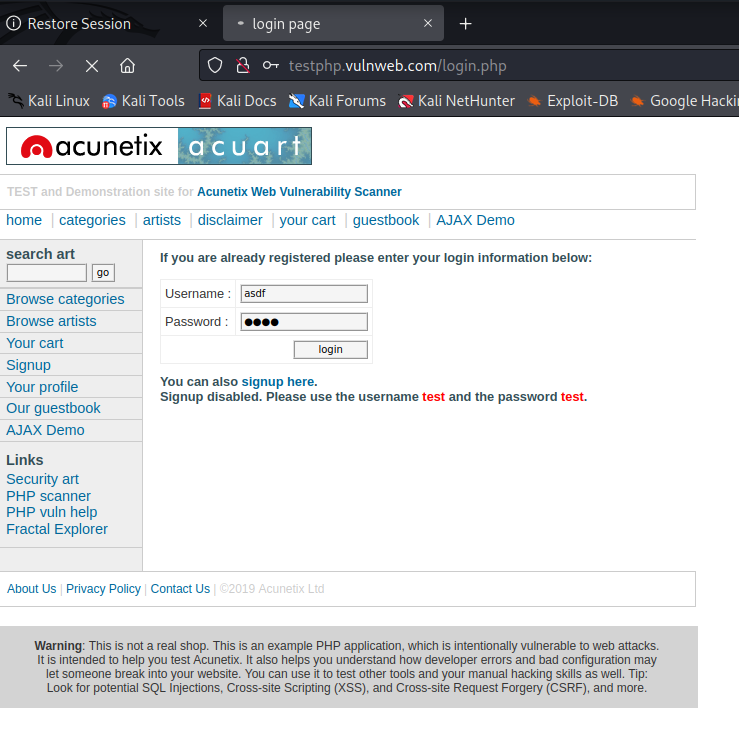 Restore Session
login page
testphp.vulnweb.com/login.php
Kali Linux Kali Tools Kali Docs Kali Forums Kali NetHunter Exploit-DB Google Hackin
acunetix acuart
TEST and Demonstration site for Acunetix Web Vulnerability Scanner
home | categories | artists | disclaimer | your cart | guestbook | AJAX Demo
search art
go
Browse categories
Browse artists
Your cart
Signup
Your profile
Our guestbook
AJAX Demo
Links
Security art
PHP scanner
PHP vuln help
Fractal Explorer
If you are already registered please enter your login information below:
Username : asdf
Password : ●●●●
login
You can also signup here.
Signup disabled. Please use the username test and the password test.
About Us | Privacy Policy | Contact Us | ©2019 Acunetix Ltd
Warning: This is not a real shop. This is an example PHP application, which is intentionally vulnerable to web attacks.
It is intended to help you test Acunetix. It also helps you understand how developer errors and bad configuration may
let someone break into your website. You can use it to test other tools and your manual hacking skills as well. Tip:
Look for potential SQL Injections, Cross-site Scripting (XSS), and Cross-site Request Forgery (CSRF), and more.